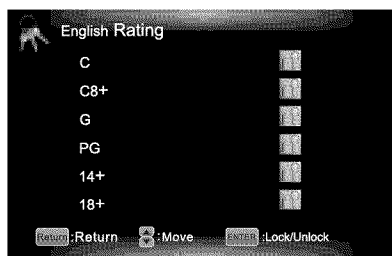 English Rating
C
C8+
G
PG
14+
18+
Return :Return :Move ENTER :Lock/Unlock